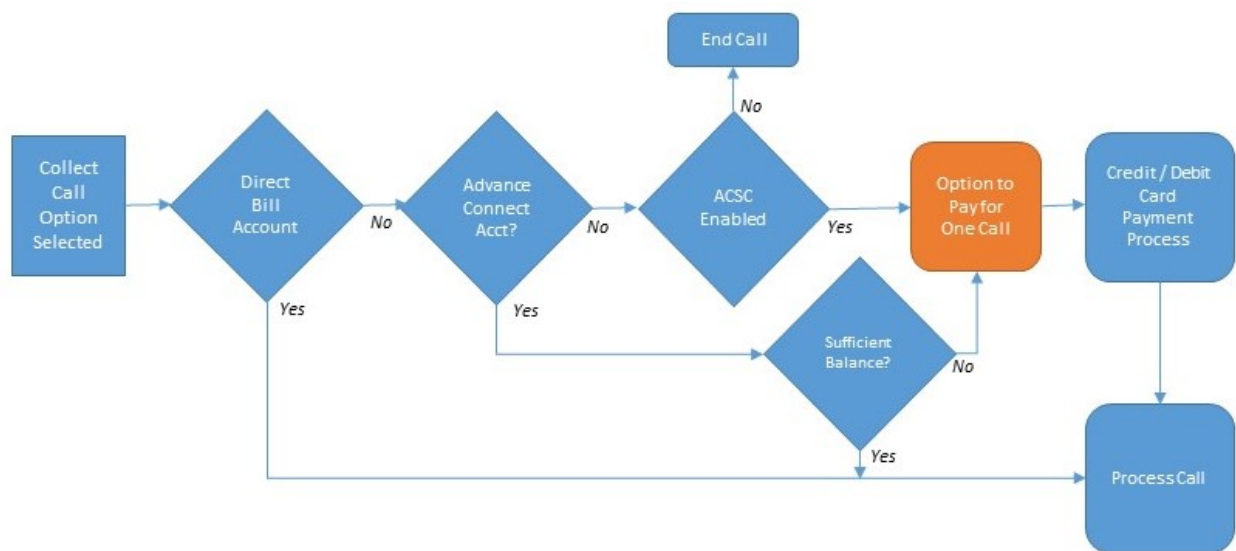 End Call
No
Collect
Call
Option
Selected
Direct
Bill
Account
No
Yes
Advance
Connect
Acct?
No
Yes
ACSC
Enabled
Yes
Option to
Pay for
One Call
Credit / Debit
Card
Payment
Process
Sufficient
Balance?
No
Yes
Process Call